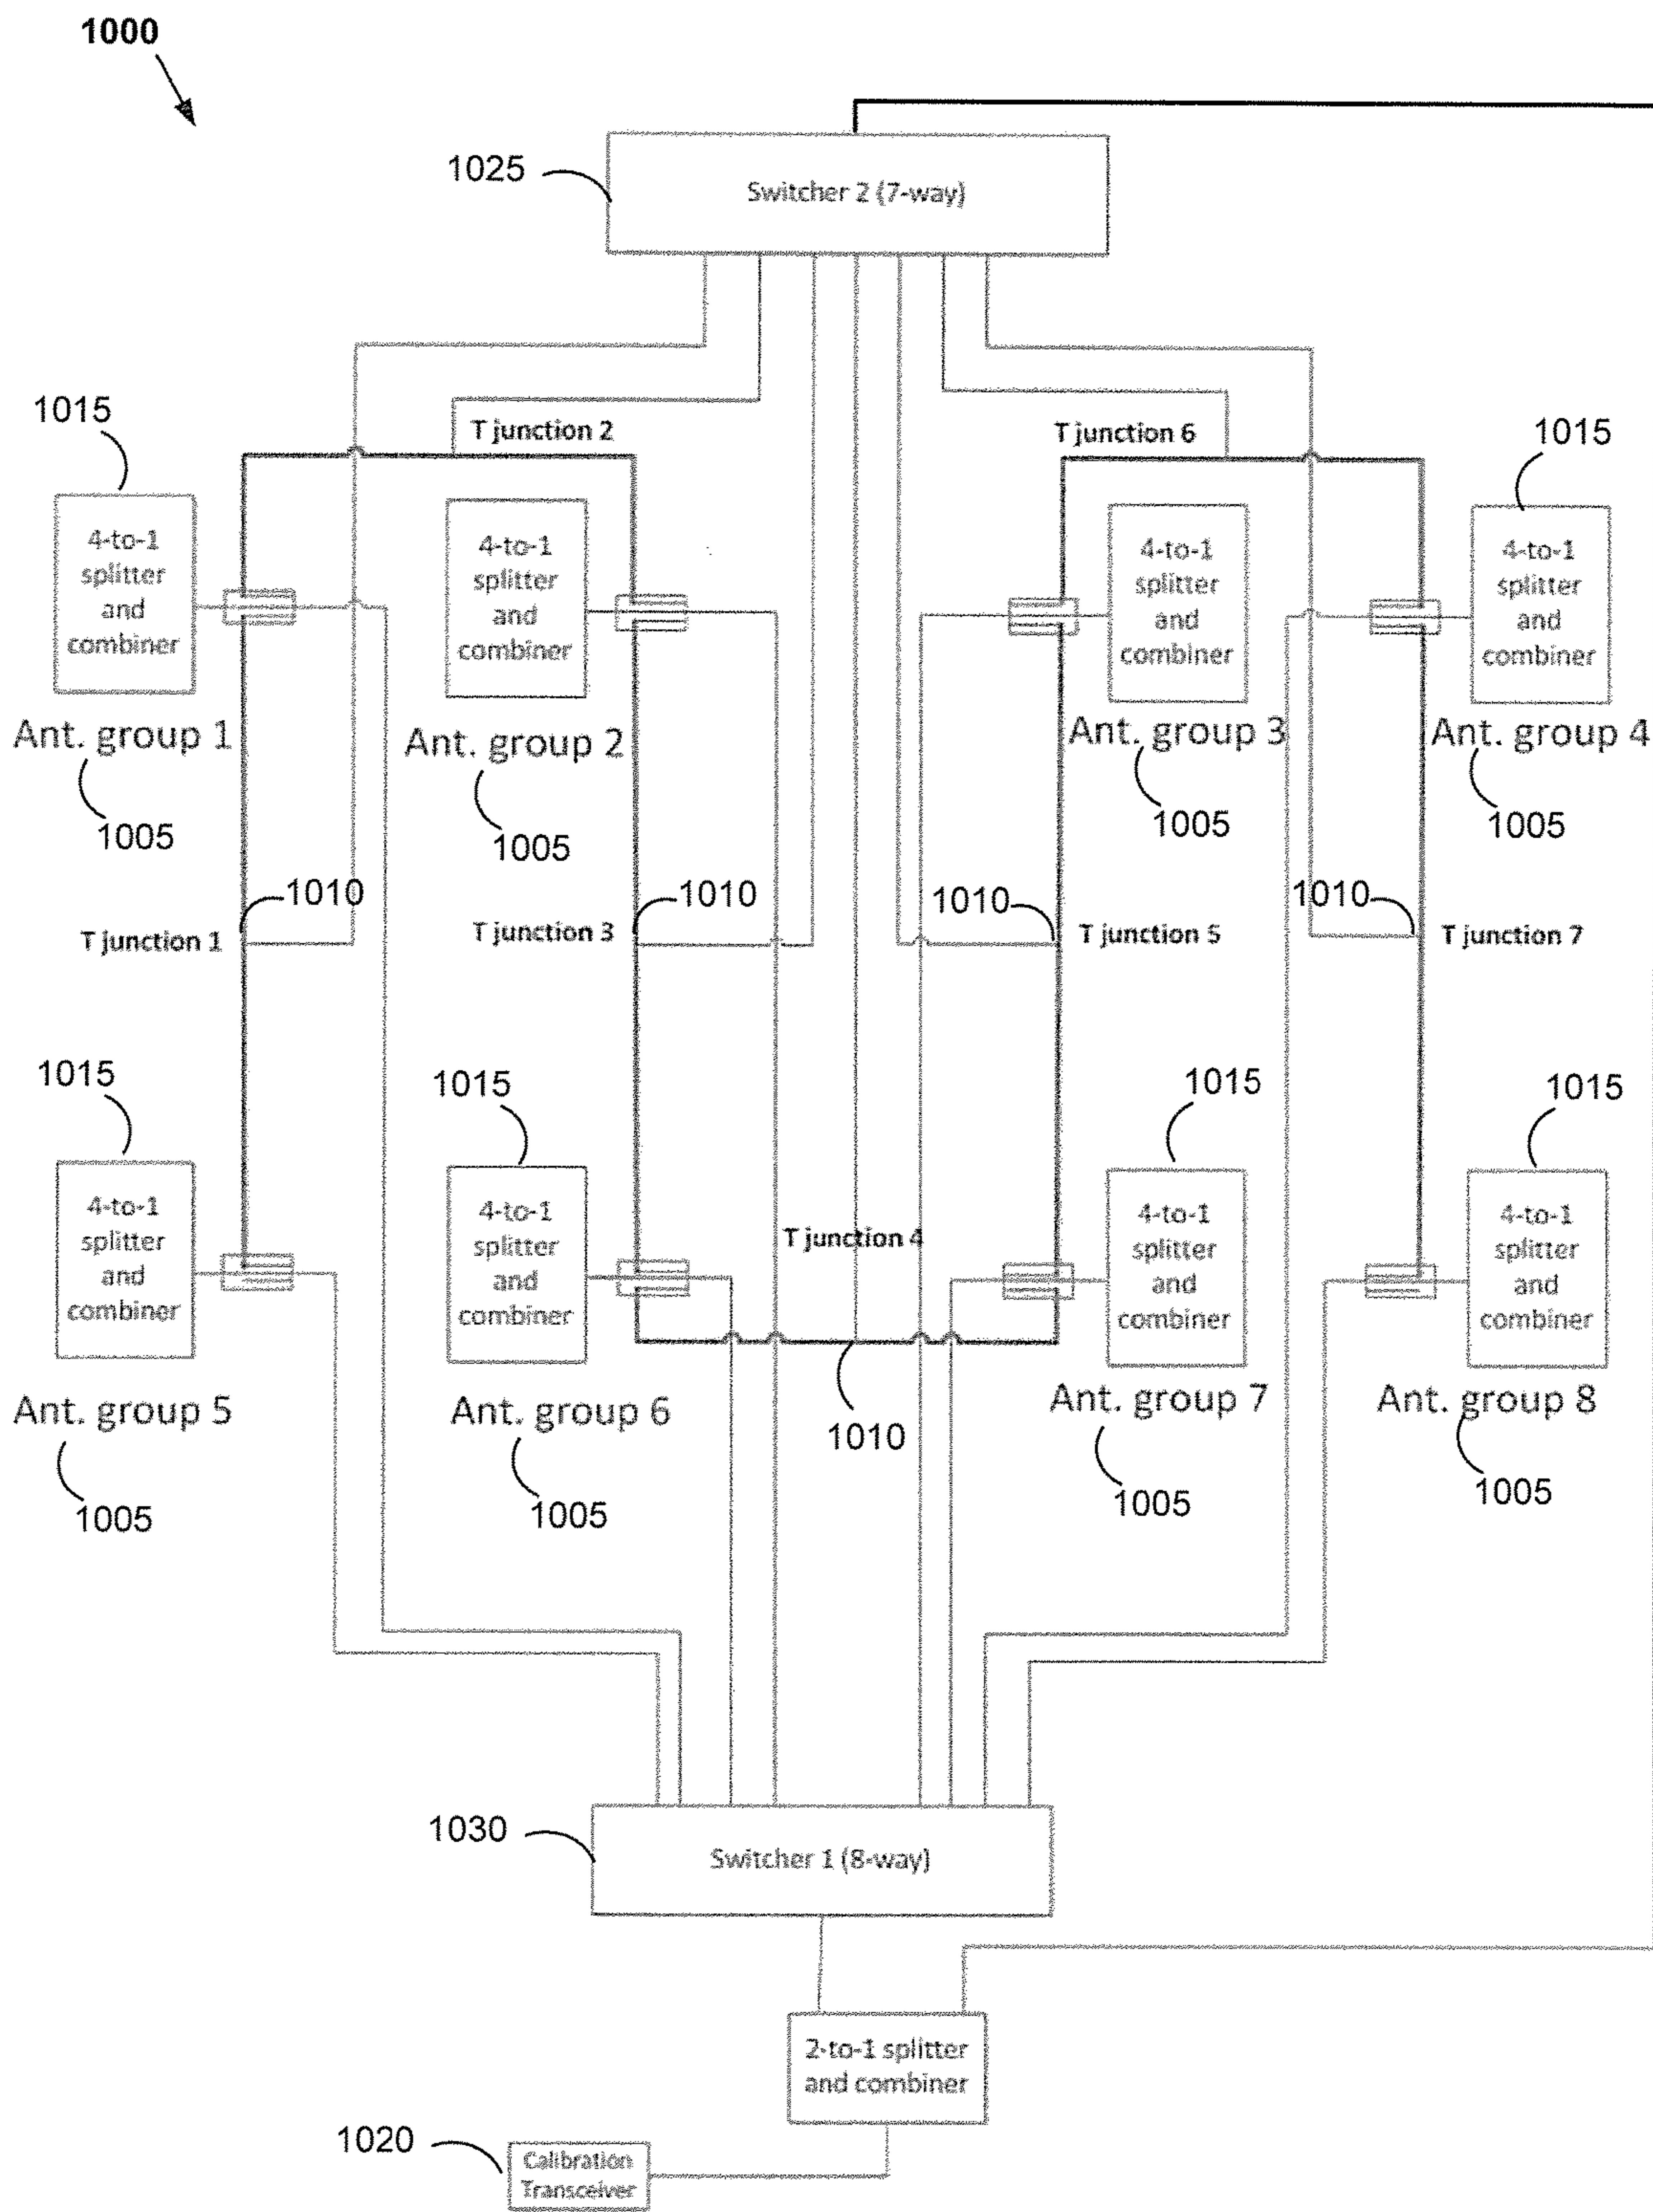 1000
1025
Switcher 2 (7-way)
1015
T junction 2
T junction 6
1015
4-to-1
splitter
and
combiner
4-to-1
splitter
and
combiner
4-to-1
splitter
and
combiner
4-to-1
splitter
and
combiner
Ant. group 1
Ant. group 2
Ant. group 3
Ant. group 4
1005
1005
1005
1005
1010
1010
1010
1010
T junction 1
T junction 3
T junction 5
T junction 7
1015
1015
1015
1015
4-to-1
splitter
and
combiner
4-to-1
splitter
and
combiner
T junction 4
4-to-1
splitter
and
combiner
4-to-1
splitter
and
combiner
Ant. group 5
Ant. group 6
1010
Ant. group 7
Ant. group 8
1005
1005
1005
1005
1030
Switcher 1 (8-way)
2-to-1 splitter
and combiner
1020
Calibration
Transceiver